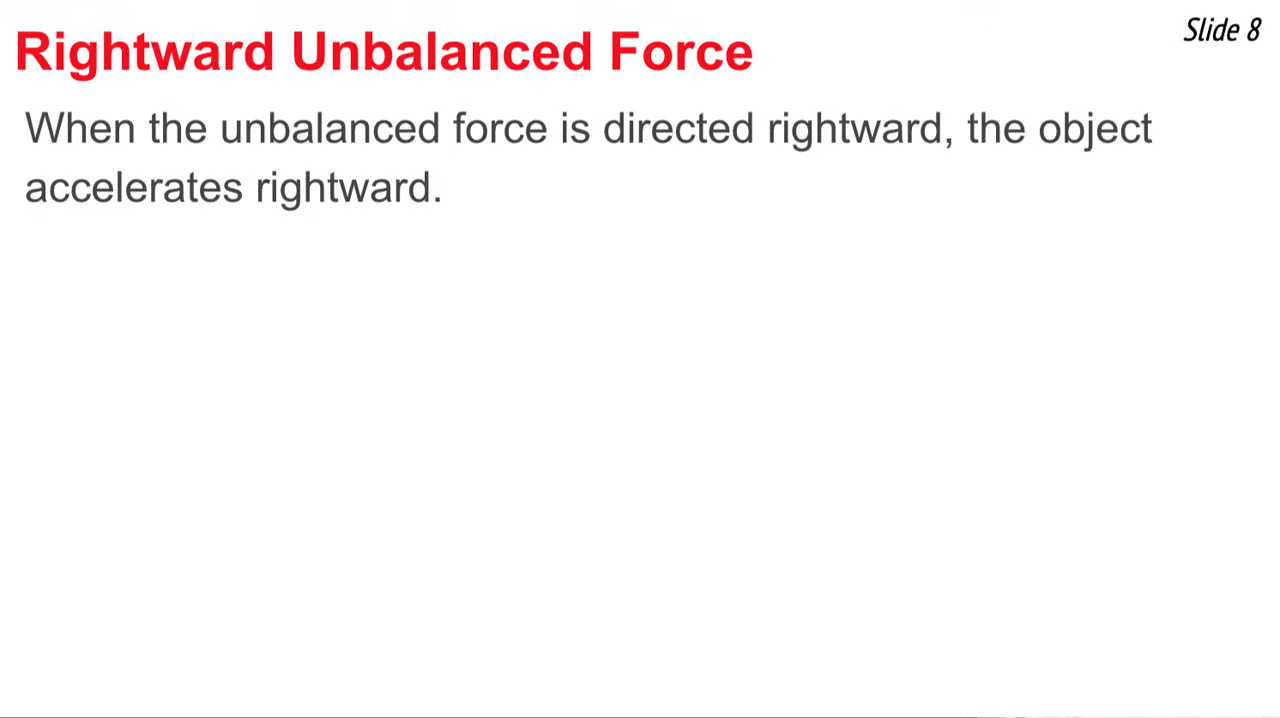 Slide 8
Rightward Unbalanced Force
When the unbalanced force is directed rightward, the object
accelerates rightward.